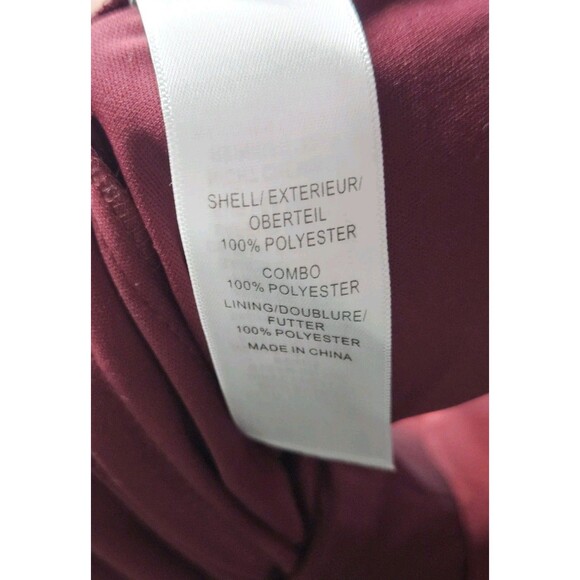 SHELL/EXTERIEUR/
OBERTEIL
100% POLYESTER
COMBO
100% POLYESTER
LINING/DOUBLURE/
FUTTER
100% POLYESTER
MADE IN CHINA